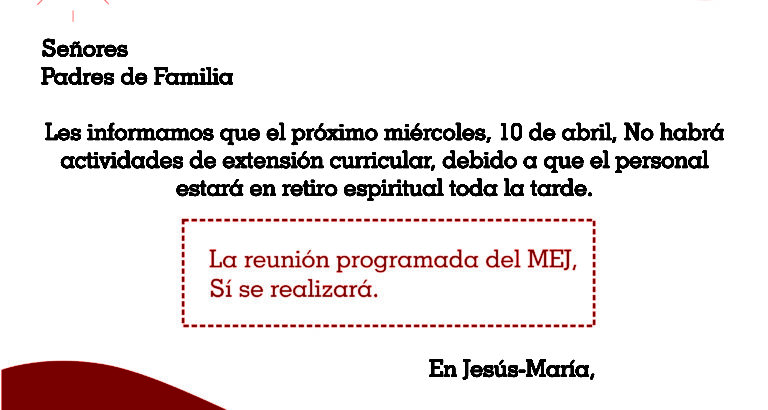 Señores
Padres de Familia
Les informamos que el próximo miércoles, 10 de abril, No habrá
actividades de extensión curricular, debido a que el personal
estará en retiro espiritual toda la tarde.
La reunión programada del MEJ,
Sí se realizará.
En Jesús-María,